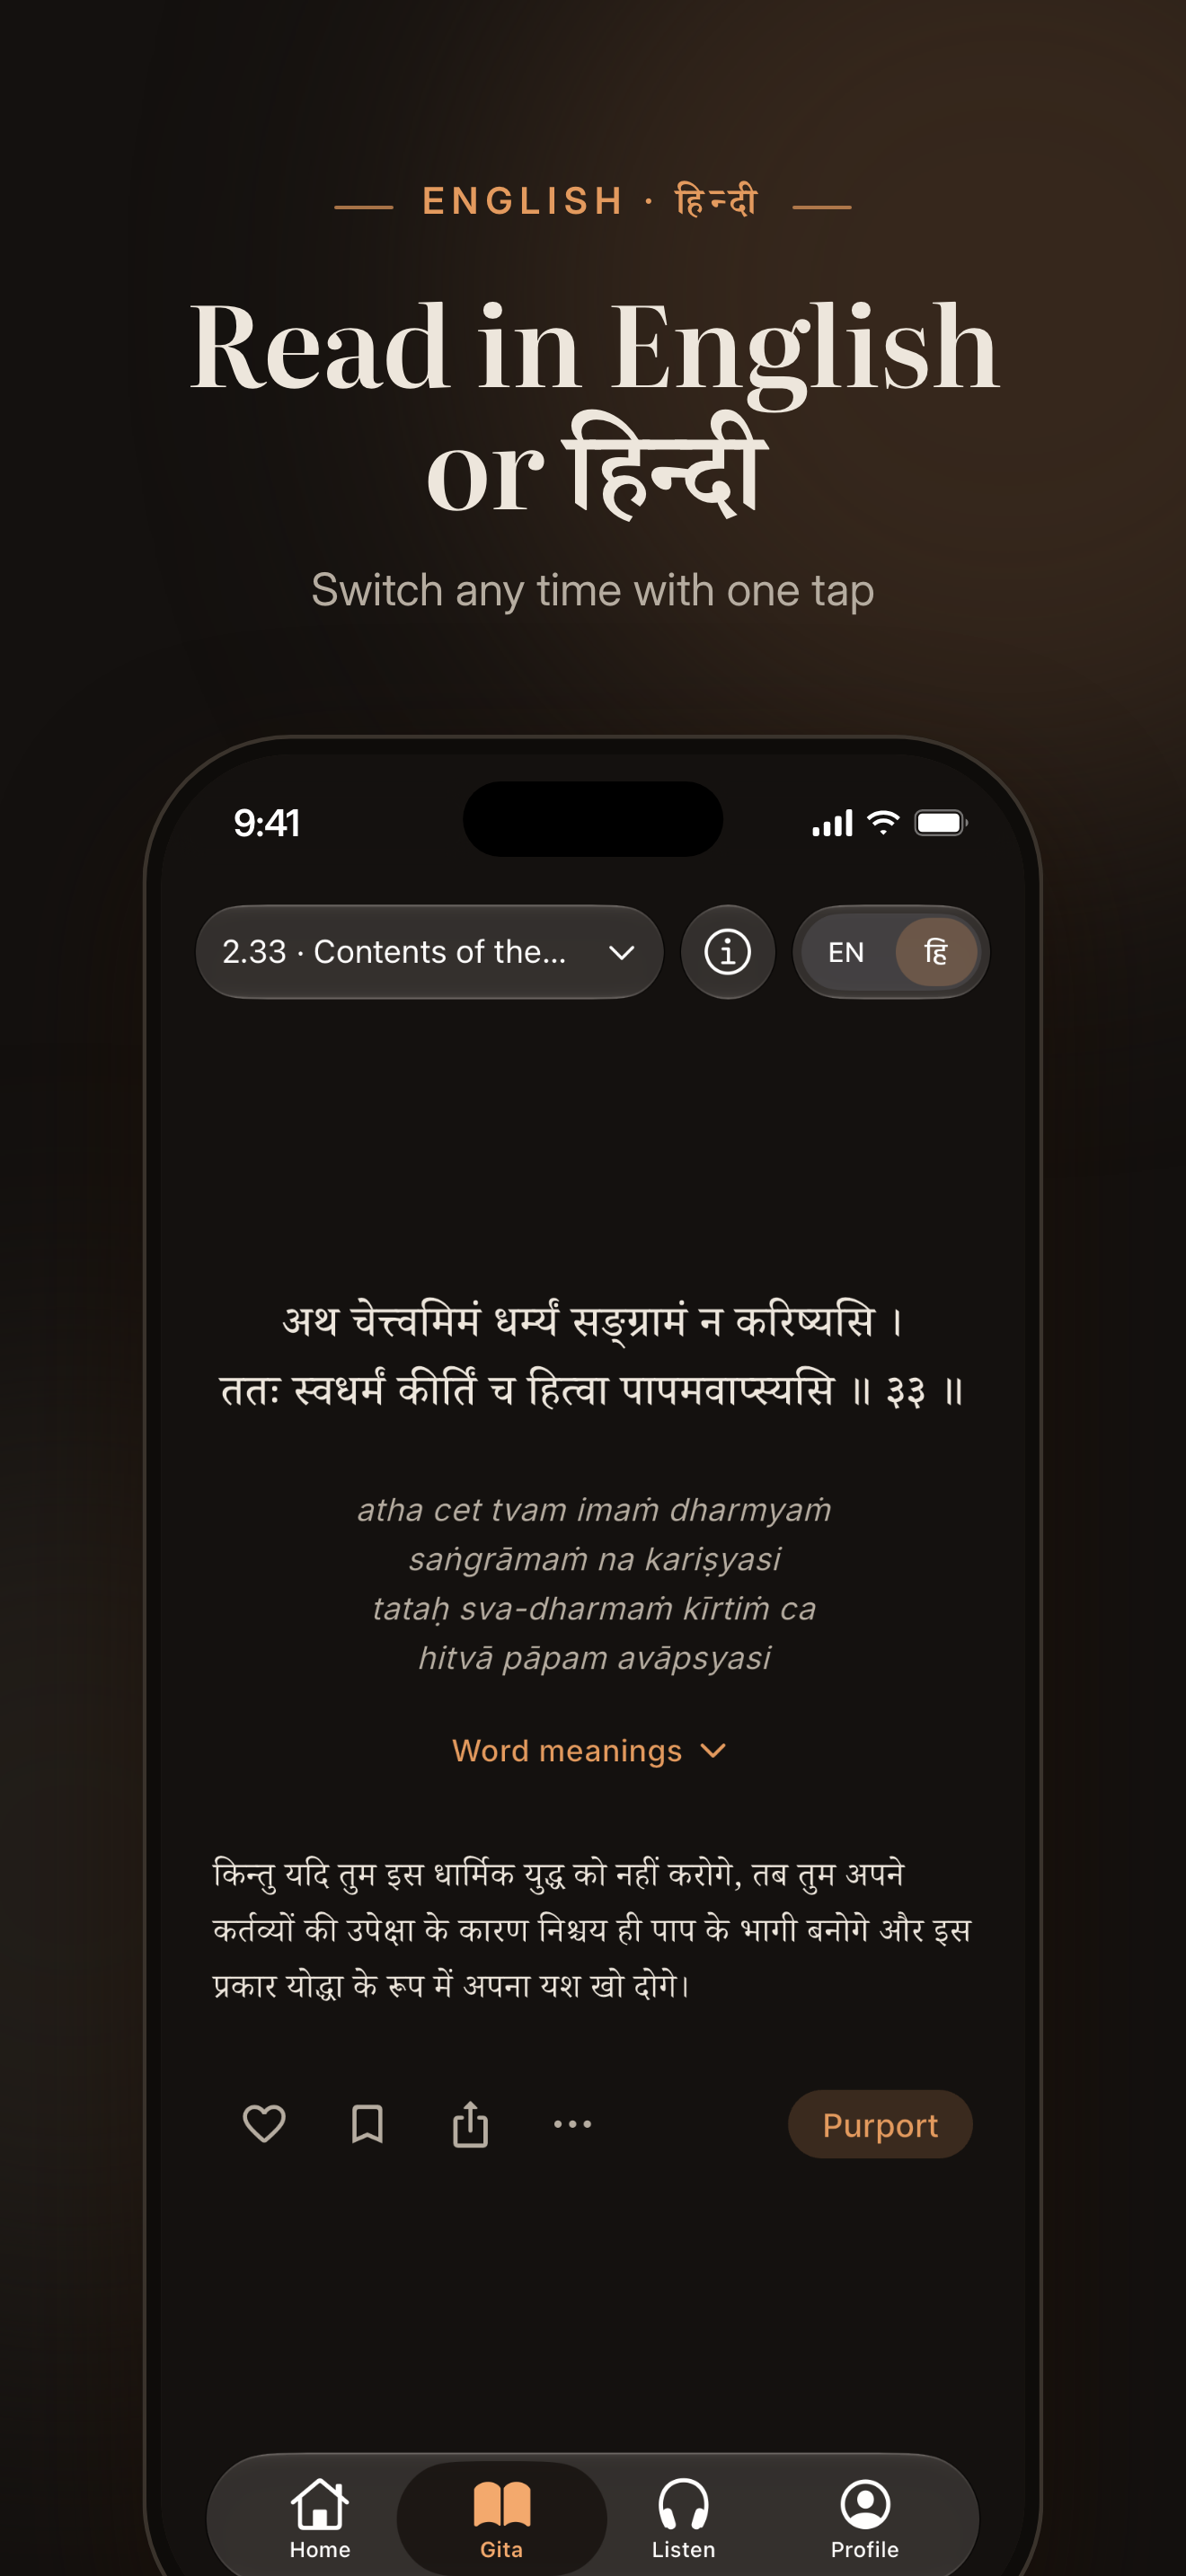 ENGLISH · हिन्दी
Read in English
or हिन्दी
Switch any time with one tap
9:41
2.33 · Contents of the...
EN
हि
अथ चेत्त्वमिमं धर्म्यं सङ्ग्रामं न करिष्यसि ।
ततः स्वधर्मं कीर्तिं च हित्वा पापमवाप्स्यसि ॥ ३३ ॥
atha cet tvam imaṁ dharmyaṁ
saṅgrāmaṁ na kariṣyasi
tataḥ sva-dharmaṁ kīrtiṁ ca
hitvā pāpam avāpsyasi
Word meanings
किन्तु यदि तुम इस धार्मिक युद्ध को नहीं करोगे, तब तुम अपने
कर्तव्यों की उपेक्षा के कारण निश्चय ही पाप के भागी बनोगे और इस
प्रकार योद्धा के रूप में अपना यश खो दोगे।
Purport
Home
Gita
Listen
Profile